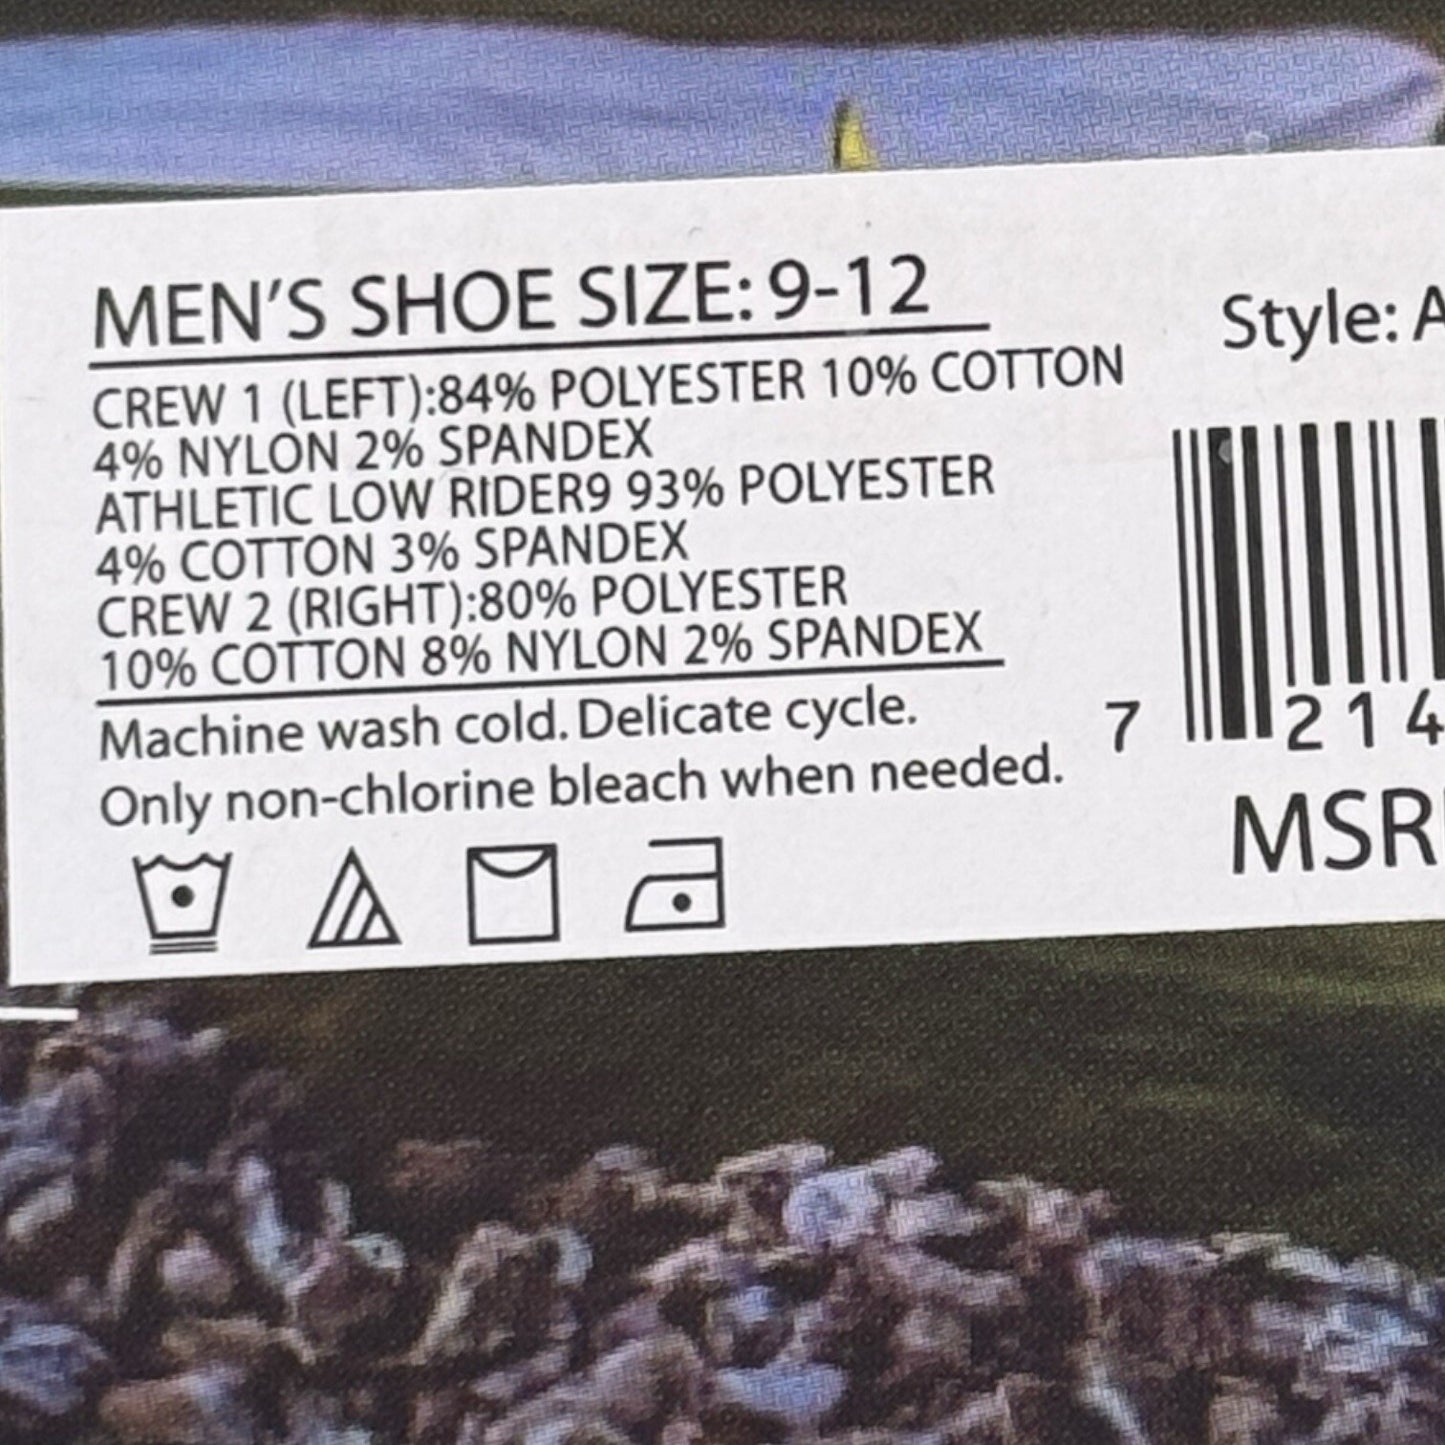 MEN'S SHOE SIZE: 9-12
CREW 1 (LEFT):84% POLYESTER 10% COTTON
4% NYLON 2% SPANDEX
ATHLETIC LOW RIDER9 93% POLYESTER
4% COTTON 3% SPANDEX
CREW 2 (RIGHT):80% POLYESTER
10% COTTON 8% NYLON 2% SPANDEX
Machine wash cold. Delicate cycle.
Only non-chlorine bleach when needed.
Style: A
7 214
MSR